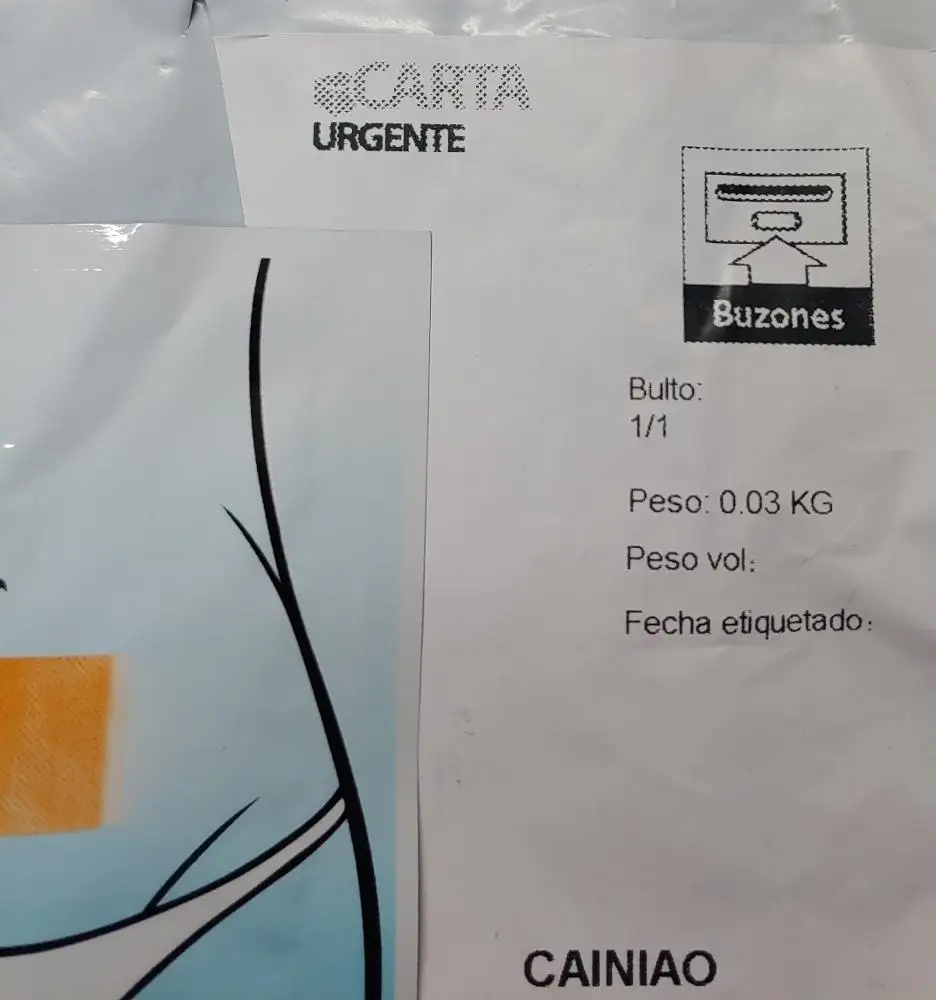 eCARTA
URGENTE
Buzones
Bulto:
1/1
Peso: 0.03 KG
Peso vol:
Fecha etiquetado:
CAINIAO